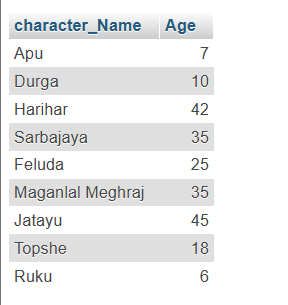 character_Name Age
Apu 7
Durga 10
Harihar 42
Sarbajaya 35
Feluda 25
Maganlal Meghraj 35
Jatayu 45
Topshe 18
Ruku 6